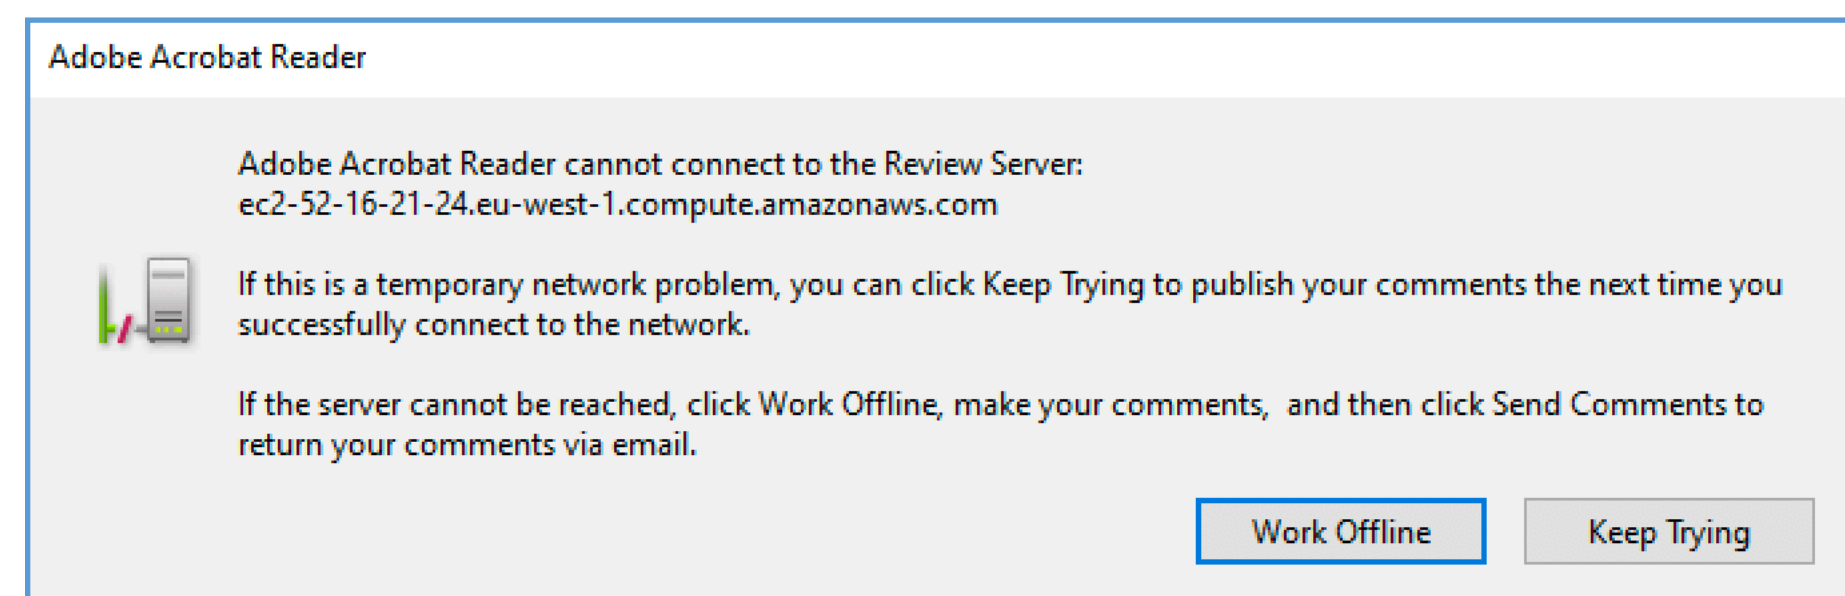 Adobe Acrobat Reader
Adobe Acrobat Reader cannot connect to the Review Server:
ec2-52-16-21-24.eu-west-1.compute.amazonaws.com
If this is a temporary network problem, you can click Keep Trying to publish your comments the next time you
successfully connect to the network.
If the server cannot be reached, click Work Offline, make your comments,  and then click Send Comments to
return your comments via email.
Work Offline
Keep Trying